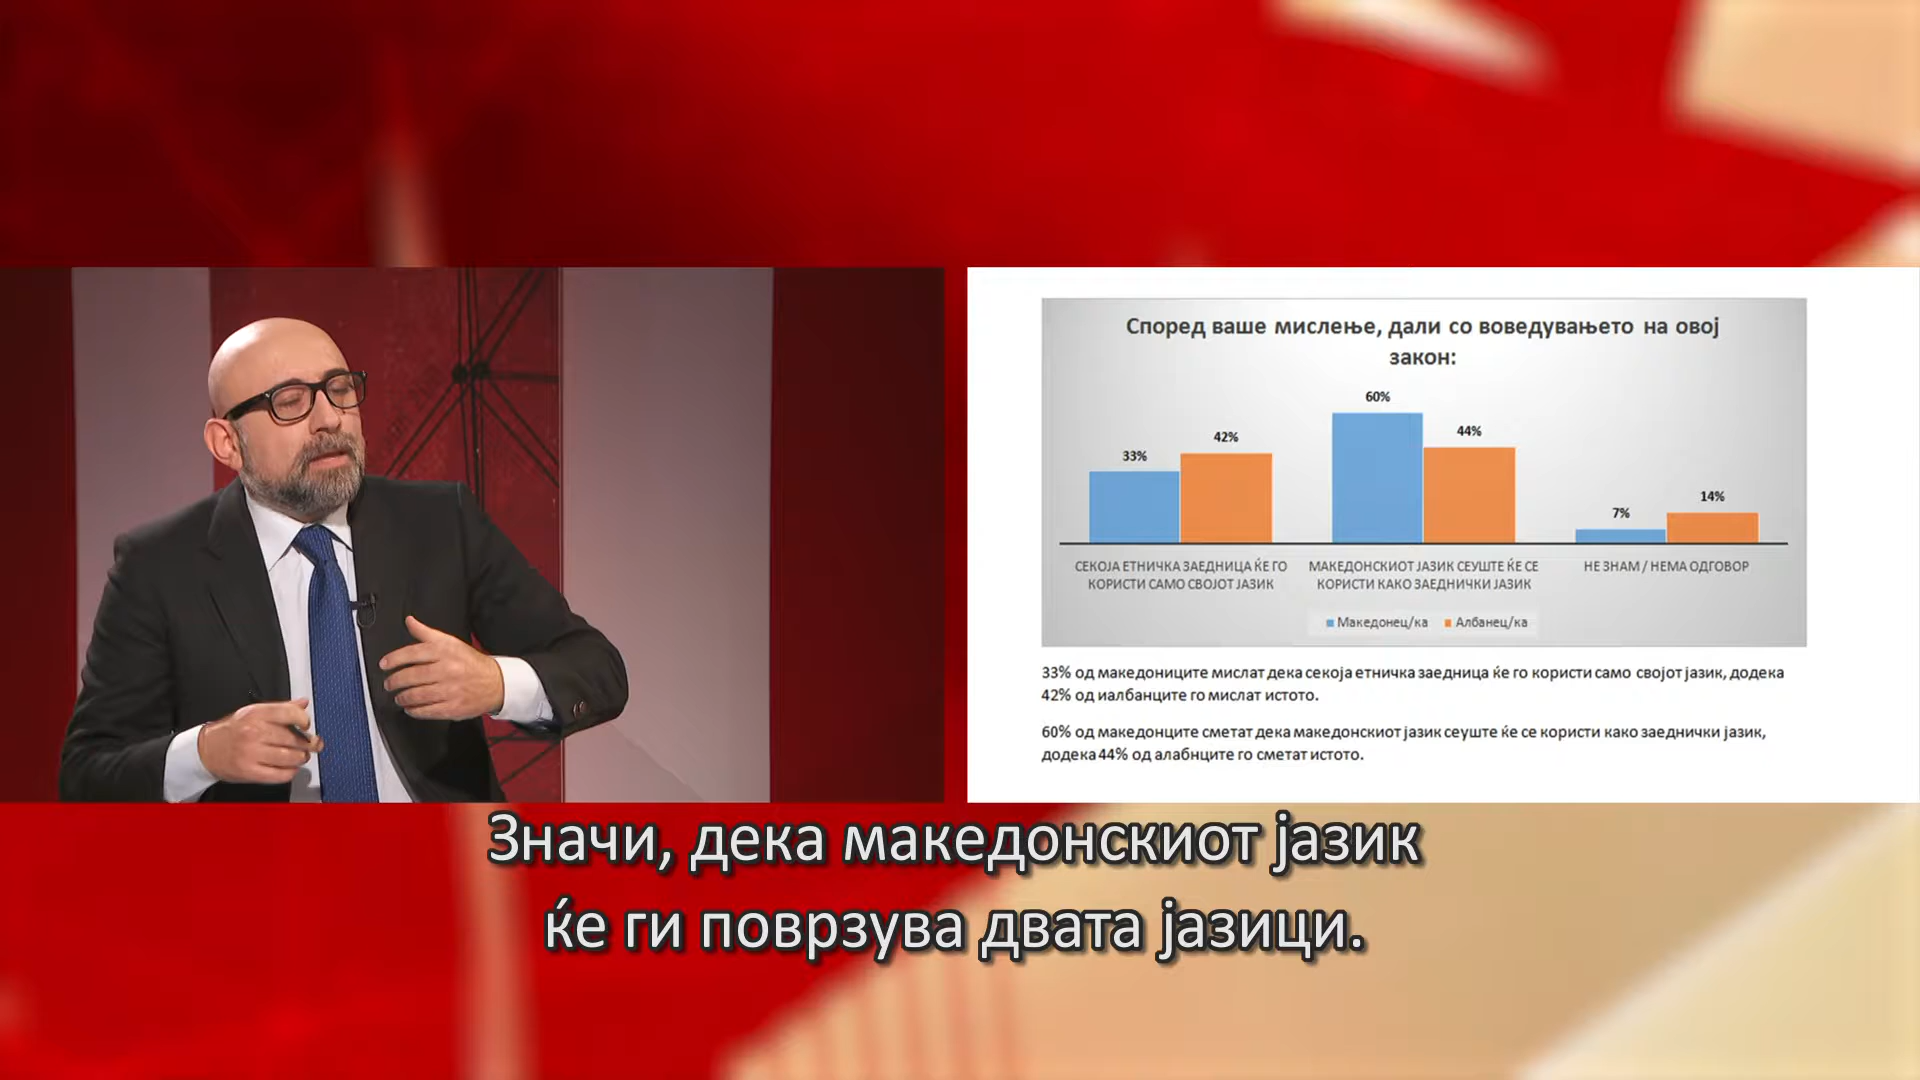 Според ваше мислење, дали со воведувањето на овој
закон:
33%
42%
60%
44%
7%
14%
СЕКОЈА ЕТНИЧКА ЗАЕДНИЦА ЌЕ ГО
КОРИСТИ САМО СВОЈОТ ЈАЗИК
МАКЕДОНСКИОТ ЈАЗИК СЕУШТЕ ЌЕ СЕ
КОРИСТИ КАКО ЗАЕДНИЧКИ ЈАЗИК
НЕ ЗНАМ / НЕМА ОДГОВОР
Македонец/ка Албанец/ка
33% од македониците мислат дека секоја етничка заедница ќе го користи само својот јазик, додека
42% од иалбанците го мислат истото.
60% од македонците сметат дека македонскиот јазик сеуште ќе се користи како заеднички јазик,
додека 44% од алабнците го сметат истото.
Значи, дека македонскиот јазик
ќе ги поврзува двата јазици.